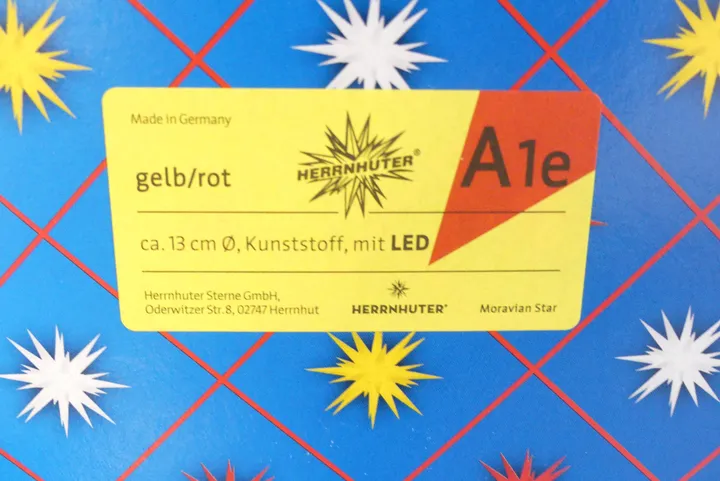 Made in Germany
gelb/rot
HERRNHUTER®
A1e
ca. 13 cm Ø, Kunststoff, mit LED
Herrnhuter Sterne GmbH,
Oderwitzer Str. 8, 02747 Herrnhut
HERRNHUTER®
Moravian Star